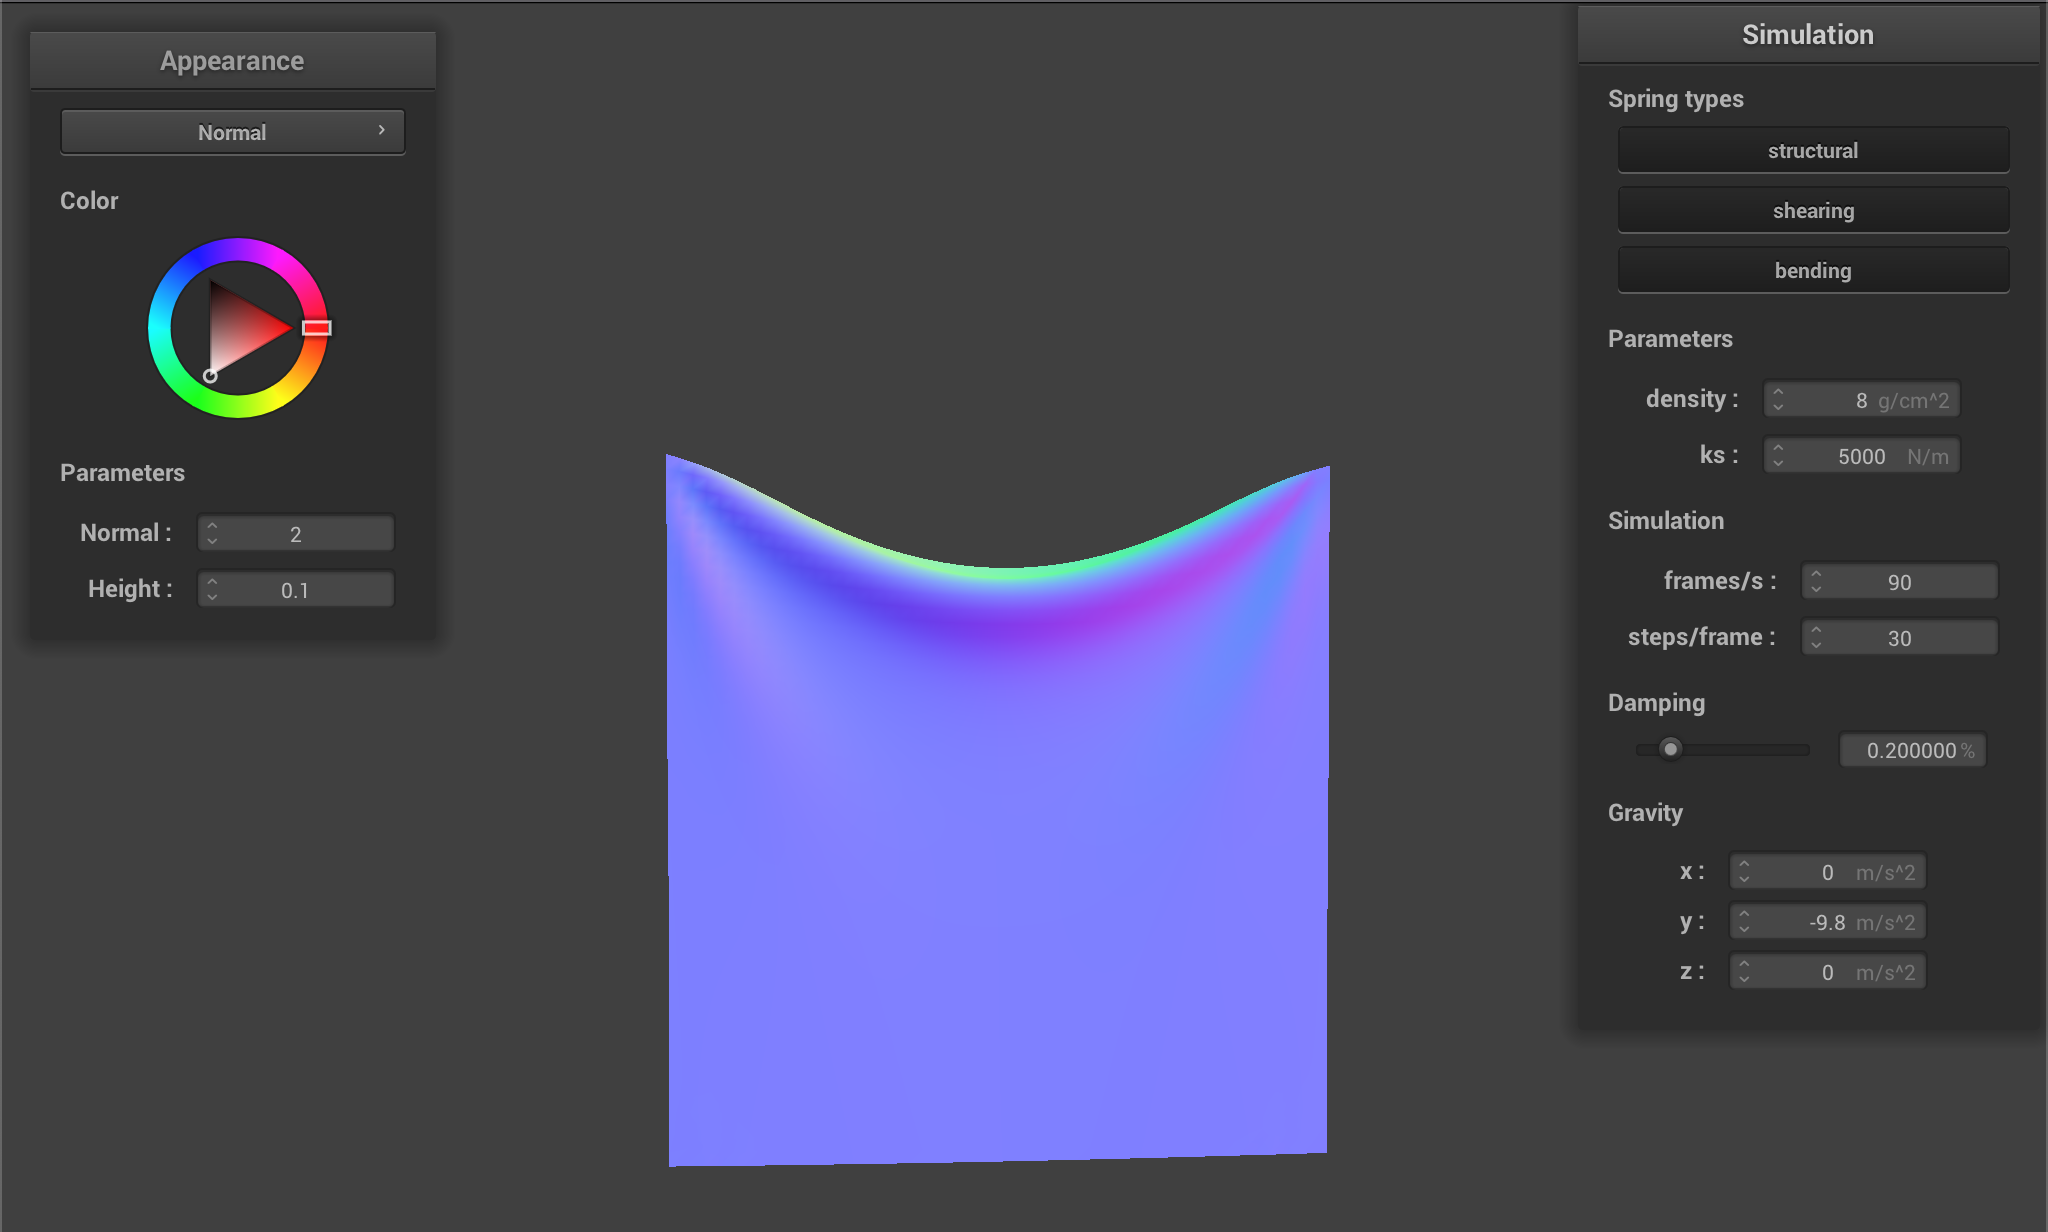 Appearance
Normal
Color
Parameters
Normal : 2
Height : 0.1
Simulation
Spring types
structural
shearing
bending
Parameters
density : 8 g/cm^2
ks : 5000 N/m
Simulation
frames/s : 90
steps/frame : 30
Damping
0.200000 %
Gravity
x : 0 m/s^2
y : -9.8 m/s^2
z : 0 m/s^2